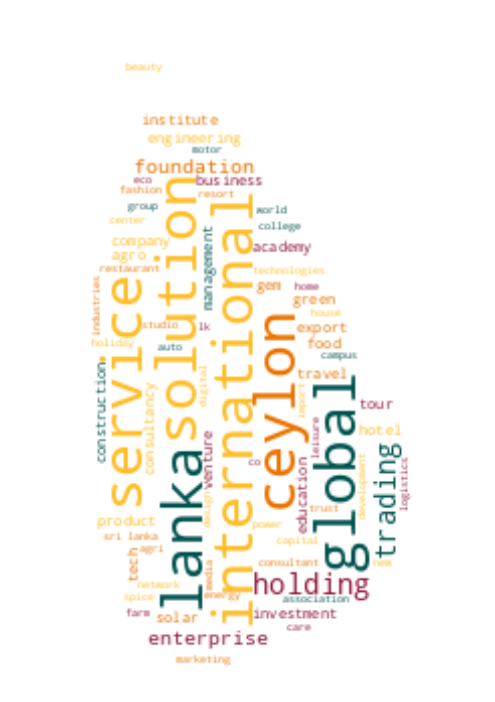 beauty
institute
engineering
motor
foundation
eco
business
fashion
resort
group
world
center
college
company
management
academy
agro
restaurant
technologies
industries
gem
home
green
service
solution
international
house
studio
lk
export
holiday
food
auto
ceylon
campus
construction
consultancy
digital
travel
import
global
tour
lanka
venture
leisure
hotel
co
education
development
trading
logistics
design
product
power
trust
sri lanka
capital
tech
agri
media
consultant
new
network
energy
holding
spice
association
farm
solar
investment
enterprise
care
marketing